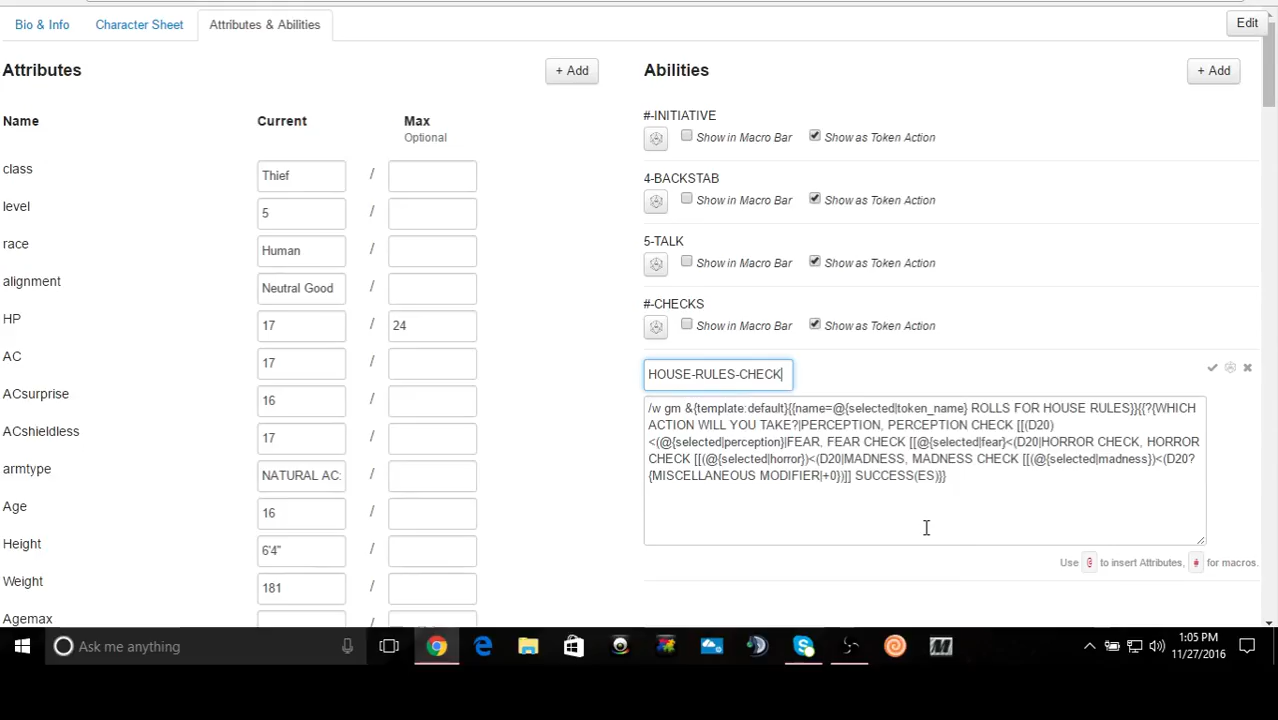 Bio & Info
Character Sheet
Attributes & Abilities
Edit
Attributes
+ Add
Name
Current
Max
Optional
class
Thief
/
level
5
/
race
Human
/
alignment
Neutral Good
/
HP
17
/
24
AC
17
/
ACsurprise
16
/
ACshieldless
17
/
armtype
NATURAL AC:
/
Age
16
/
Height
6'4"
/
Weight
181
/
Agemax
Abilities
+ Add
#-INITIATIVE
Show in Macro Bar
Show as Token Action
4-BACKSTAB
Show in Macro Bar
Show as Token Action
5-TALK
Show in Macro Bar
Show as Token Action
#-CHECKS
Show in Macro Bar
Show as Token Action
HOUSE-RULES-CHECK
/w gm &{template:default}{{name=@{selected|token_name} ROLLS FOR HOUSE RULES}}{{?{WHICH
ACTION WILL YOU TAKE?|PERCEPTION, PERCEPTION CHECK [[(D20)
<(@{selected|perception}|FEAR, FEAR CHECK [[@{selected|fear}<(D20|HORROR CHECK, HORROR
CHECK [[(@{selected|horror})<(D20|MADNESS, MADNESS CHECK [[(@{selected|madness})<(D20?
{MISCELLANEOUS MODIFIER|+0})]] SUCCESS(ES)}}
Use @ to insert Attributes, # for macros.
Ask me anything
1:05 PM
11/27/2016